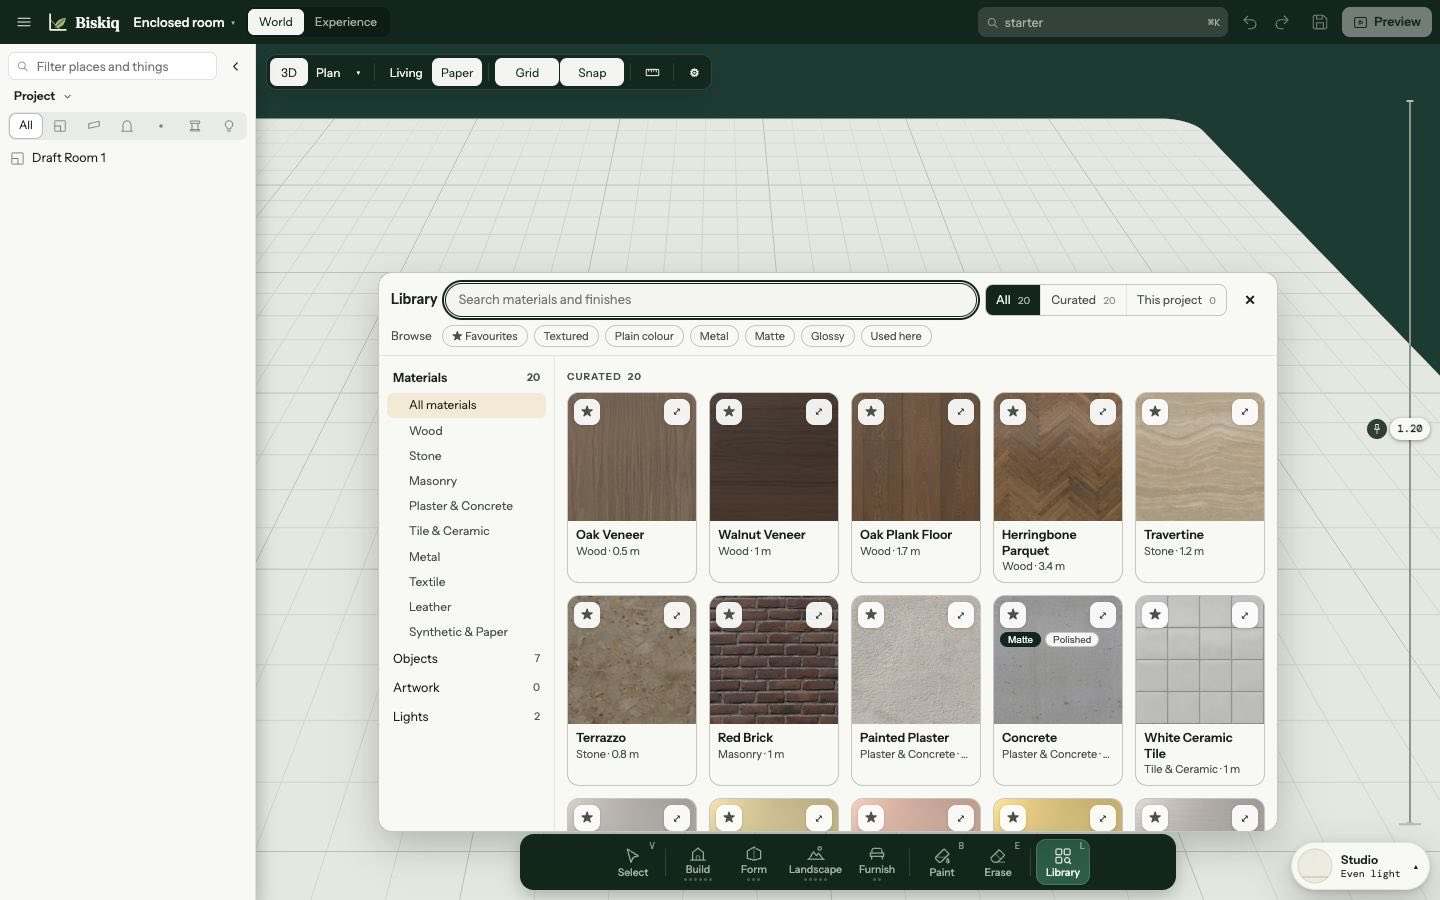 Biskiq
Enclosed room
World
Experience
starter
⌘K
Preview
Filter places and things
Project
All
Draft Room 1
3D
Plan
Living
Paper
Grid
Snap
1.20
Library
Search materials and finishes
All 20
Curated 20
This project 0
Browse
Favourites
Textured
Plain colour
Metal
Matte
Glossy
Used here
Materials 20
All materials
Wood
Stone
Masonry
Plaster & Concrete
Tile & Ceramic
Metal
Textile
Leather
Synthetic & Paper
Objects 7
Artwork 0
Lights 2
CURATED 20
Oak Veneer
Wood · 0.5 m
Walnut Veneer
Wood · 1 m
Oak Plank Floor
Wood · 1.7 m
Herringbone
Parquet
Wood · 3.4 m
Travertine
Stone · 1.2 m
Terrazzo
Stone · 0.8 m
Red Brick
Masonry · 1 m
Painted Plaster
Plaster & Concrete · …
Matte
Polished
Concrete
Plaster & Concrete · …
White Ceramic
Tile
Tile & Ceramic · 1 m
Select V
Build
Form
Landscape
Furnish
Paint B
Erase E
Library L
Studio
Even light